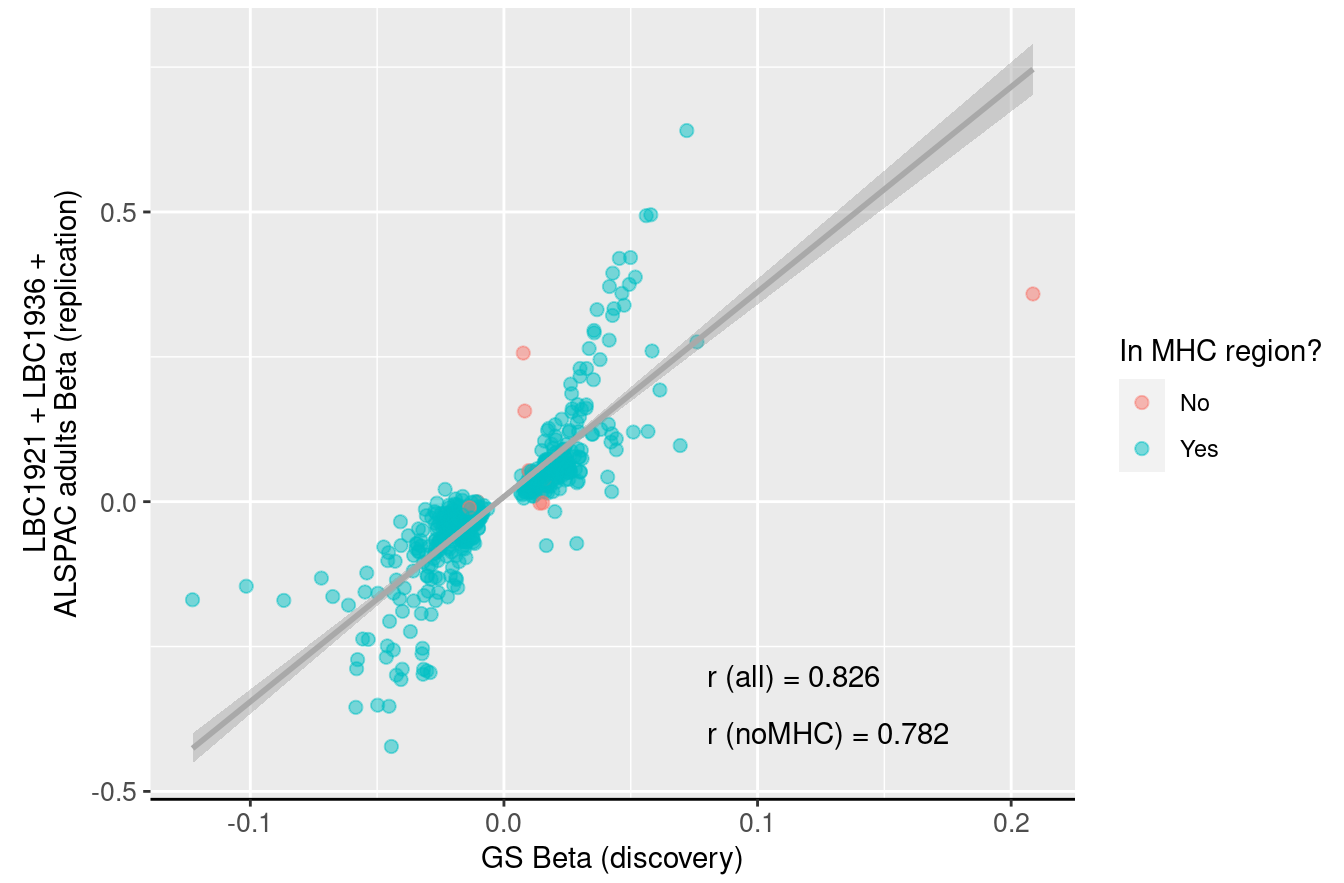 LBC1921 + LBC1936 +
ALSPAC adults Beta (replication)
0.5
0.0
-0.5
r (all) = 0.826
r (noMHC) = 0.782
-0.1
0.0
0.1
0.2
GS Beta (discovery)
In MHC region?
No
Yes